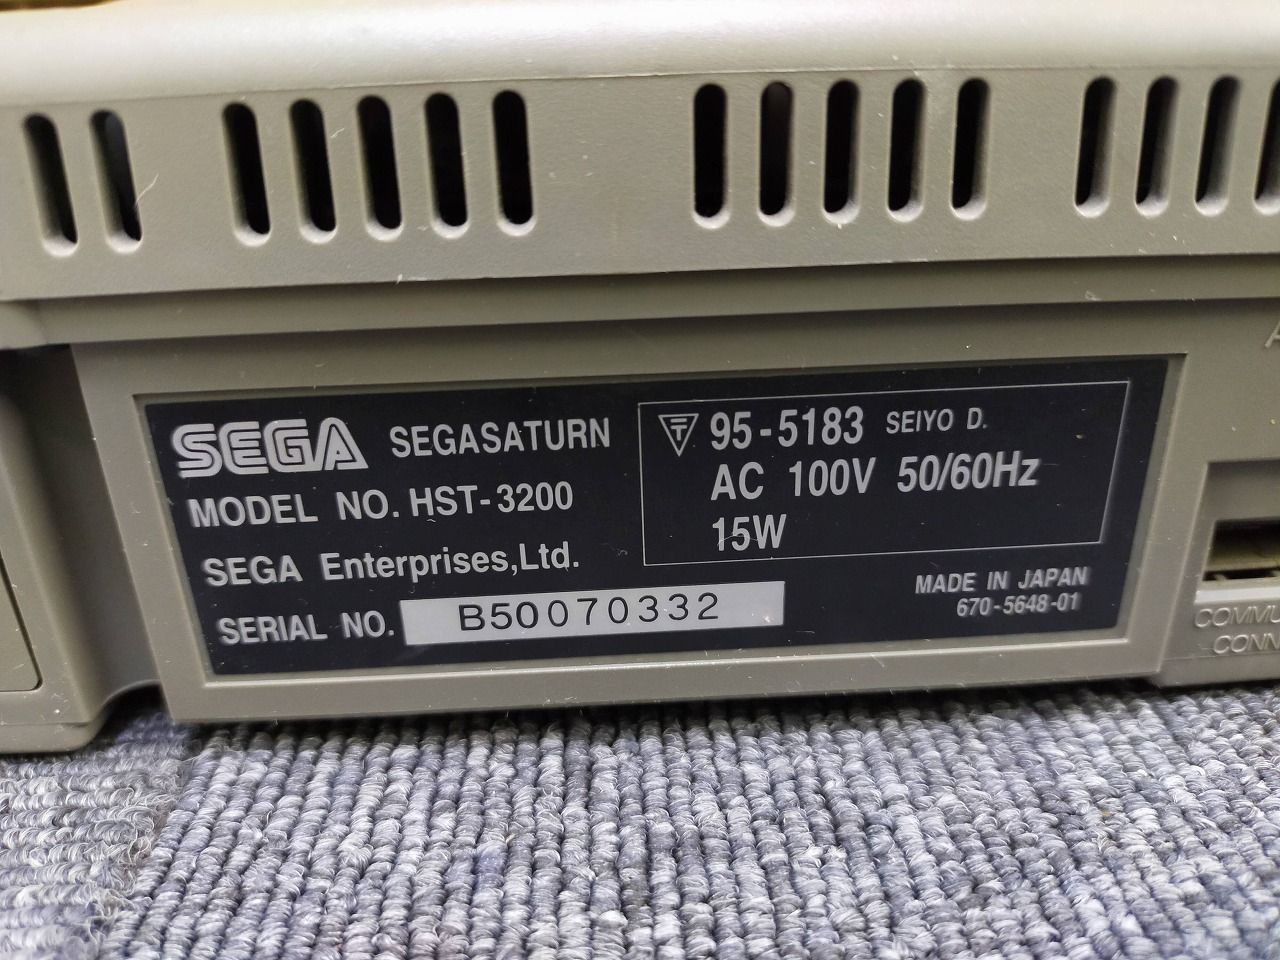 SEGA SEGASATURN
MODEL NO. HST-3200
SEGA Enterprises,Ltd.
SERIAL NO. B50070332
T 95-5183 SEIYO D.
AC 100V 50/60Hz
15W
MADE IN JAPAN
670-5648-01